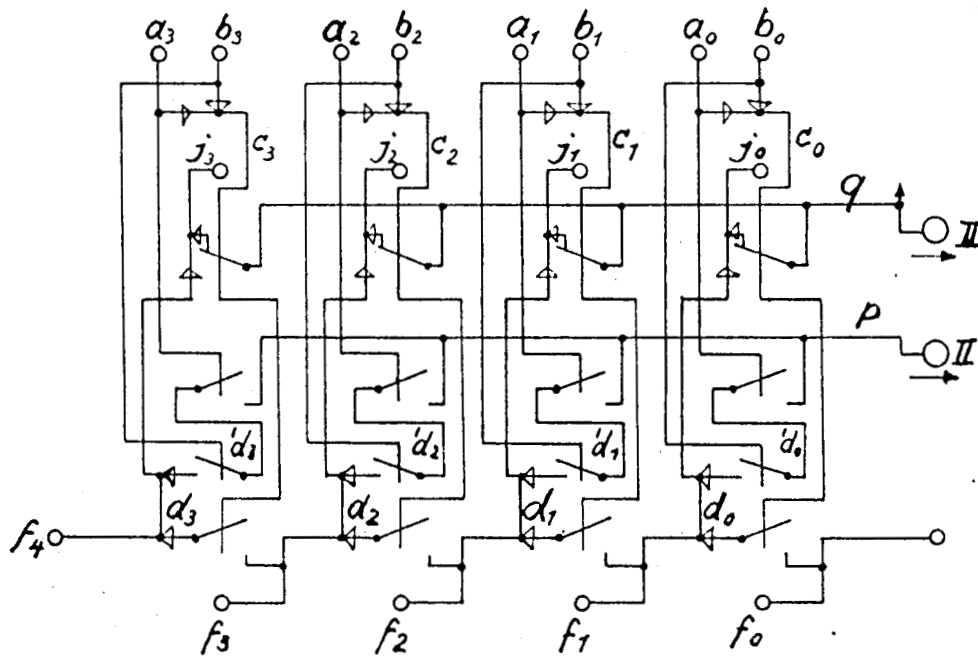 a3 b3 a2 b2 a1 b1 a0 b0
j3 c3 j2 c2 j1 c1 j0 c0
q II
p II
'd3 'd2 'd1 'd0
d3 d2 d1 d0
f4
f3 f2 f1 f0